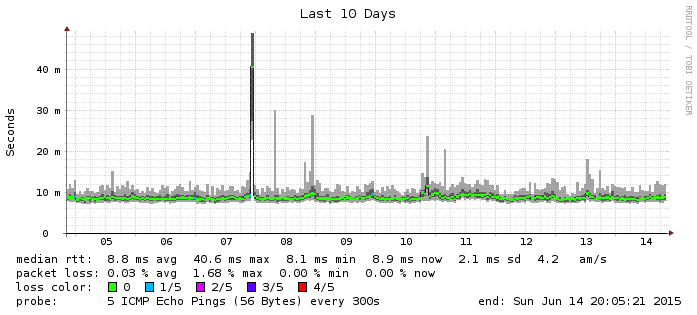 Last 10 Days
RRDTOOL / TOBI OETIKER
Seconds
40 m
30 m
20 m
10 m
0
05 06 07 08 09 10 11 12 13 14
median rtt: 8.8 ms avg 40.6 ms max 8.1 ms min 8.9 ms now 2.1 ms sd 4.2 am/s
packet loss: 0.03 % avg 1.68 % max 0.00 % min 0.00 % now
loss color: 0 1/5 2/5 3/5 4/5
probe: 5 ICMP Echo Pings (56 Bytes) every 300s end: Sun Jun 14 20:05:21 2015